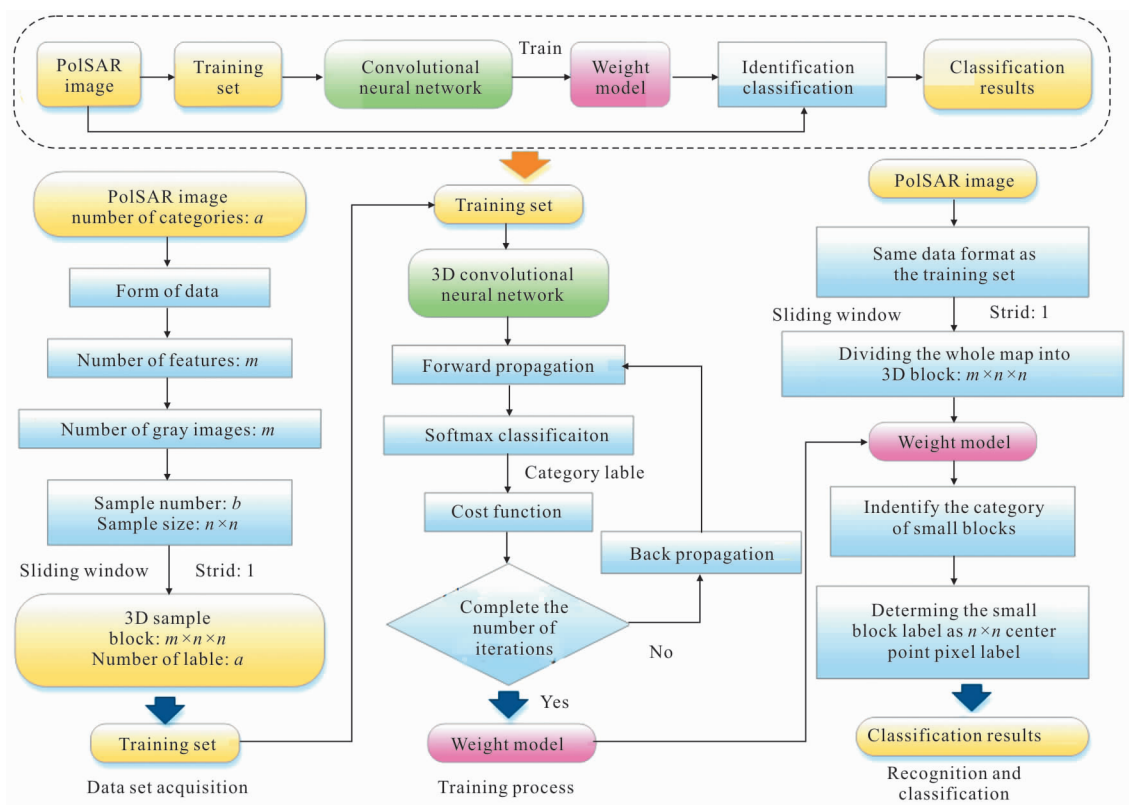 PolSAR
image
Training
set
Convolutional
neural network
Train
Weight
model
Identification
classification
Classification
results
PolSAR image
number of categories: a
Form of data
Number of features: m
Number of gray images: m
Sample number: b
Sample size: n×n
Sliding window
Strid: 1
3D sample
block: m×n×n
Number of lable: a
Training set
Data set acquisition
Training set
3D convolutional
neural network
Forward propagation
Softmax classificaiton
Category lable
Cost function
Back propagation
Complete the
number of
iterations
No
Yes
Weight model
Training process
PolSAR image
Same data format as
the training set
Sliding window
Strid: 1
Dividing the whole map into
3D block: m×n×n
Weight model
Indentify the category
of small blocks
Determing the small
block label as n×n center
point pixel label
Classification results
Recognition and
classification